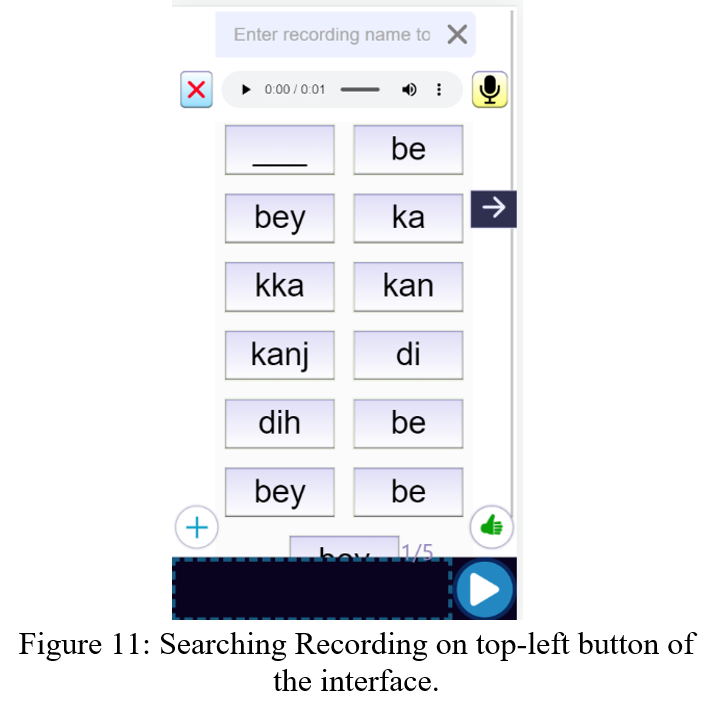 Enter recording name to
0:00 / 0:01
___ be
bey ka
kka kan
kanj di
dih be
bey be
bey 1/5
Figure 11: Searching Recording on top-left button of
the interface.